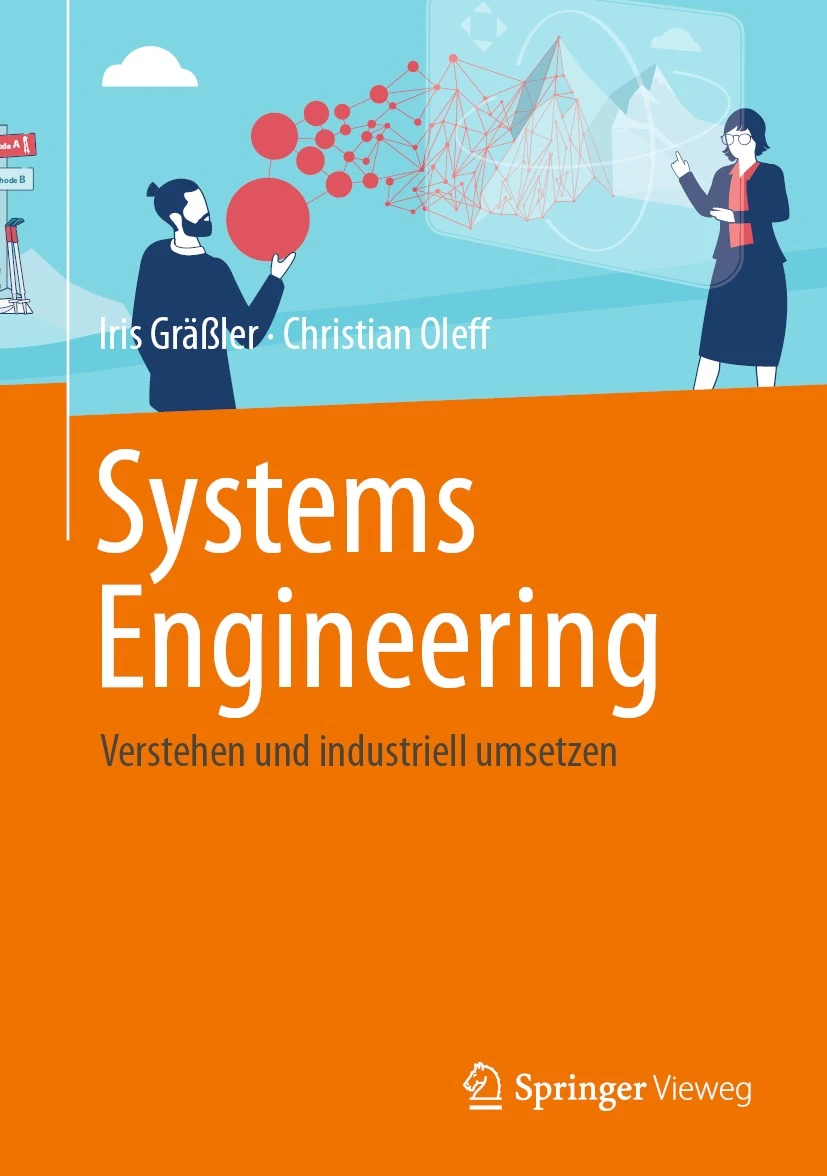 A
B
Iris Gräßler · Christian Oleff
Systems
Engineering
Verstehen und industriell umsetzen
Springer Vieweg